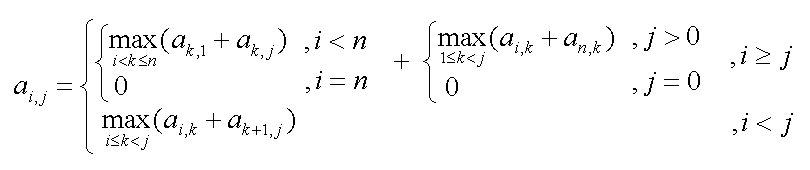 a_{i,j} = { { max_{i<k≤n}(a_{k,1} + a_{k,j}) , i < n + { max_{1≤k<j}(a_{i,k} + a_{n,k}) , j > 0 , i ≥ j
0 , i = n 0 , j = 0
max_{i≤k<j}(a_{i,k} + a_{k+1,j}) , i < j